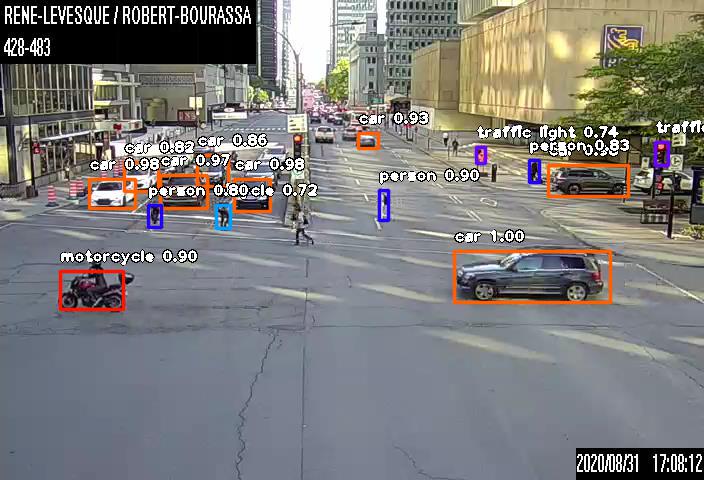 RENE-LEVESQUE / ROBERT-BOURASSA
428-483
car 0.93
traffic light 0.74
traffi
car 0.82
car 0.86
person 0.83
car 0.98
car 0.97
car 0.98
person 0.90
person 0.80
cle 0.72
car 1.00
motorcycle 0.90
2020/08/31 17:08:12